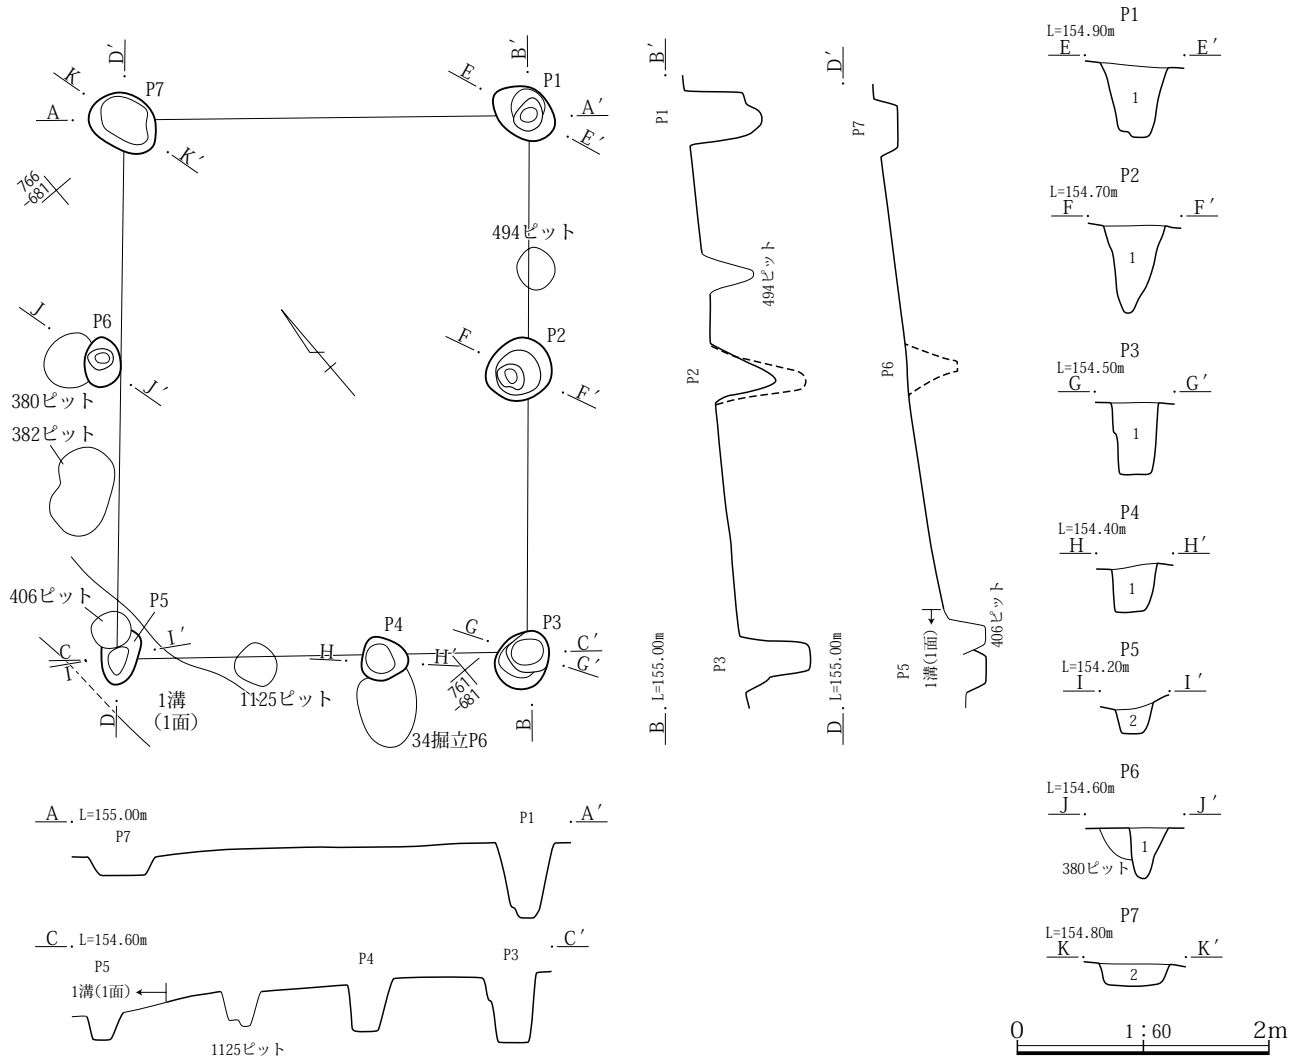 D′
K
A
P7
K′
766
-681
B′
E
P1
A′
E′
494ピット
J
P6
J′
380ピット
382ピット
F
P2
F′
406ピット
P5
I′
C
I
D
1溝
(1面)
1125ピット
H
P4
H′
G
P3
C′
G′
761
-681
B
34掘立P6
B′
P1
494ピット
P2
P3
B L=155.00m
D′
P7
P6
406ピット
P5
1溝(1面)
D L=155.00m
A L=155.00m
P7
P1
A′
C L=154.60m
P5
1溝(1面)
1125ピット
P4
P3
C′
P1
L=154.90m
E E′
1
P2
L=154.70m
F F′
1
P3
L=154.50m
G G′
1
P4
L=154.40m
H H′
1
P5
L=154.20m
I I′
2
P6
L=154.60m
J J′
1
380ピット
P7
L=154.80m
K K′
2
0 1:60 2m